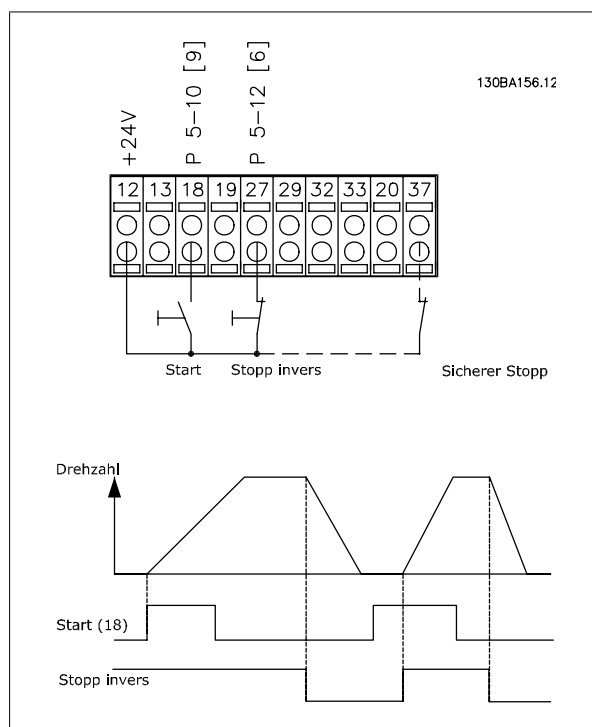 130BA156.12
+24V
P 5-10 [9]
P 5-12 [6]
12 13 18 19 27 29 32 33 20 37
Start Stopp invers Sicherer Stopp
Drehzahl
Start (18)
Stopp invers